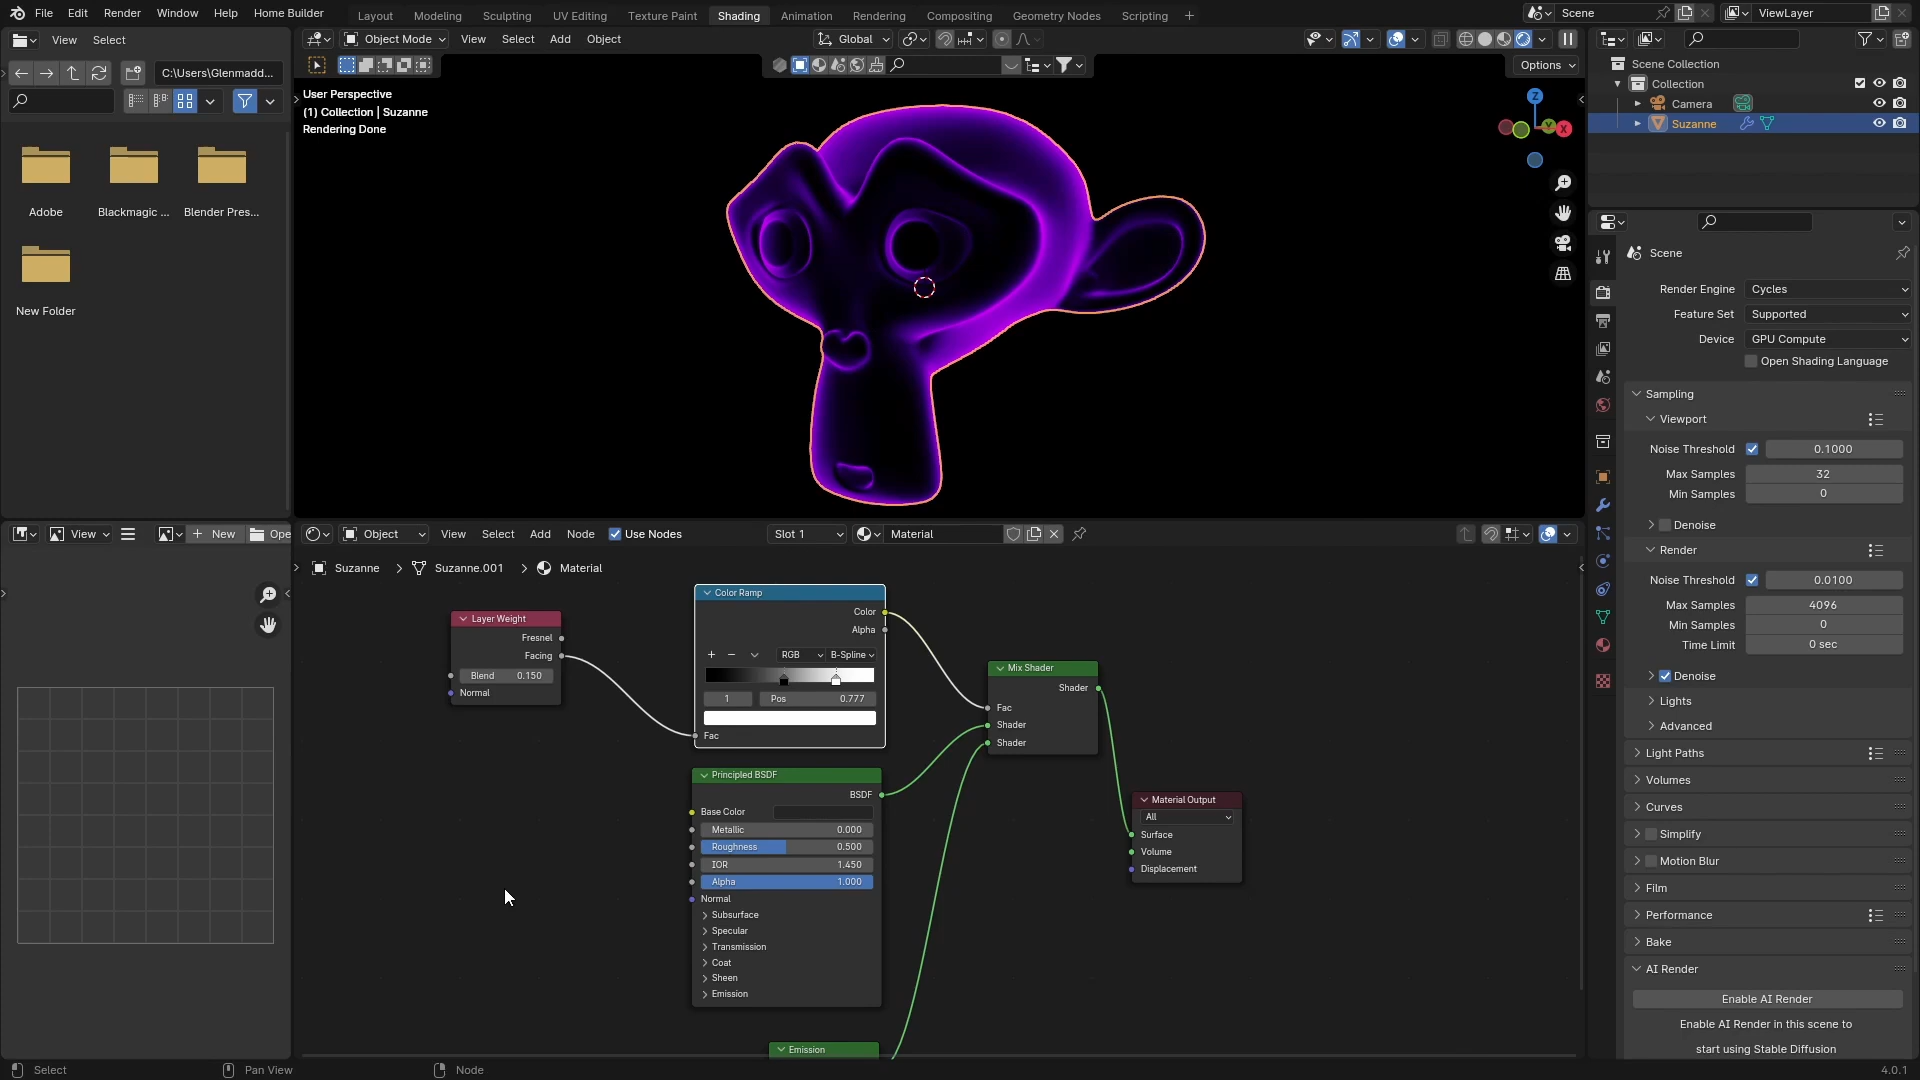 File Edit Render Window Help Home Builder
Layout Modeling Sculpting UV Editing Texture Paint Shading Animation Rendering Compositing Geometry Nodes Scripting +
Scene
ViewLayer
View Select
C:\Users\Glenmadd...
Adobe
Blackmagic ...
Blender Pres...
New Folder
Object Mode View Select Add Object
Global
Options
User Perspective
(1) Collection | Suzanne
Rendering Done
Z
Y
X
View
+ New
Ope
Object View Select Add Node Use Nodes
Slot 1
Material
Suzanne > Suzanne.001 > Material
Layer Weight
Fresnel
Facing
Blend 0.150
Normal
Color Ramp
Color
Alpha
+ − RGB B-Spline
1 Pos 0.777
Fac
Principled BSDF
BSDF
Base Color
Metallic 0.000
Roughness 0.500
IOR 1.450
Alpha 1.000
Normal
Subsurface
Specular
Transmission
Coat
Sheen
Emission
Emission
Mix Shader
Shader
Fac
Shader
Shader
Material Output
All
Surface
Volume
Displacement
Scene Collection
Collection
Camera
Suzanne
Scene
Render Engine Cycles
Feature Set Supported
Device GPU Compute
Open Shading Language
Sampling
Viewport
Noise Threshold 0.1000
Max Samples 32
Min Samples 0
Denoise
Render
Noise Threshold 0.0100
Max Samples 4096
Min Samples 0
Time Limit 0 sec
Denoise
Lights
Advanced
Light Paths
Volumes
Curves
Simplify
Motion Blur
Film
Performance
Bake
AI Render
Enable AI Render
Enable AI Render in this scene to
start using Stable Diffusion
Select Pan View Node
4.0.1